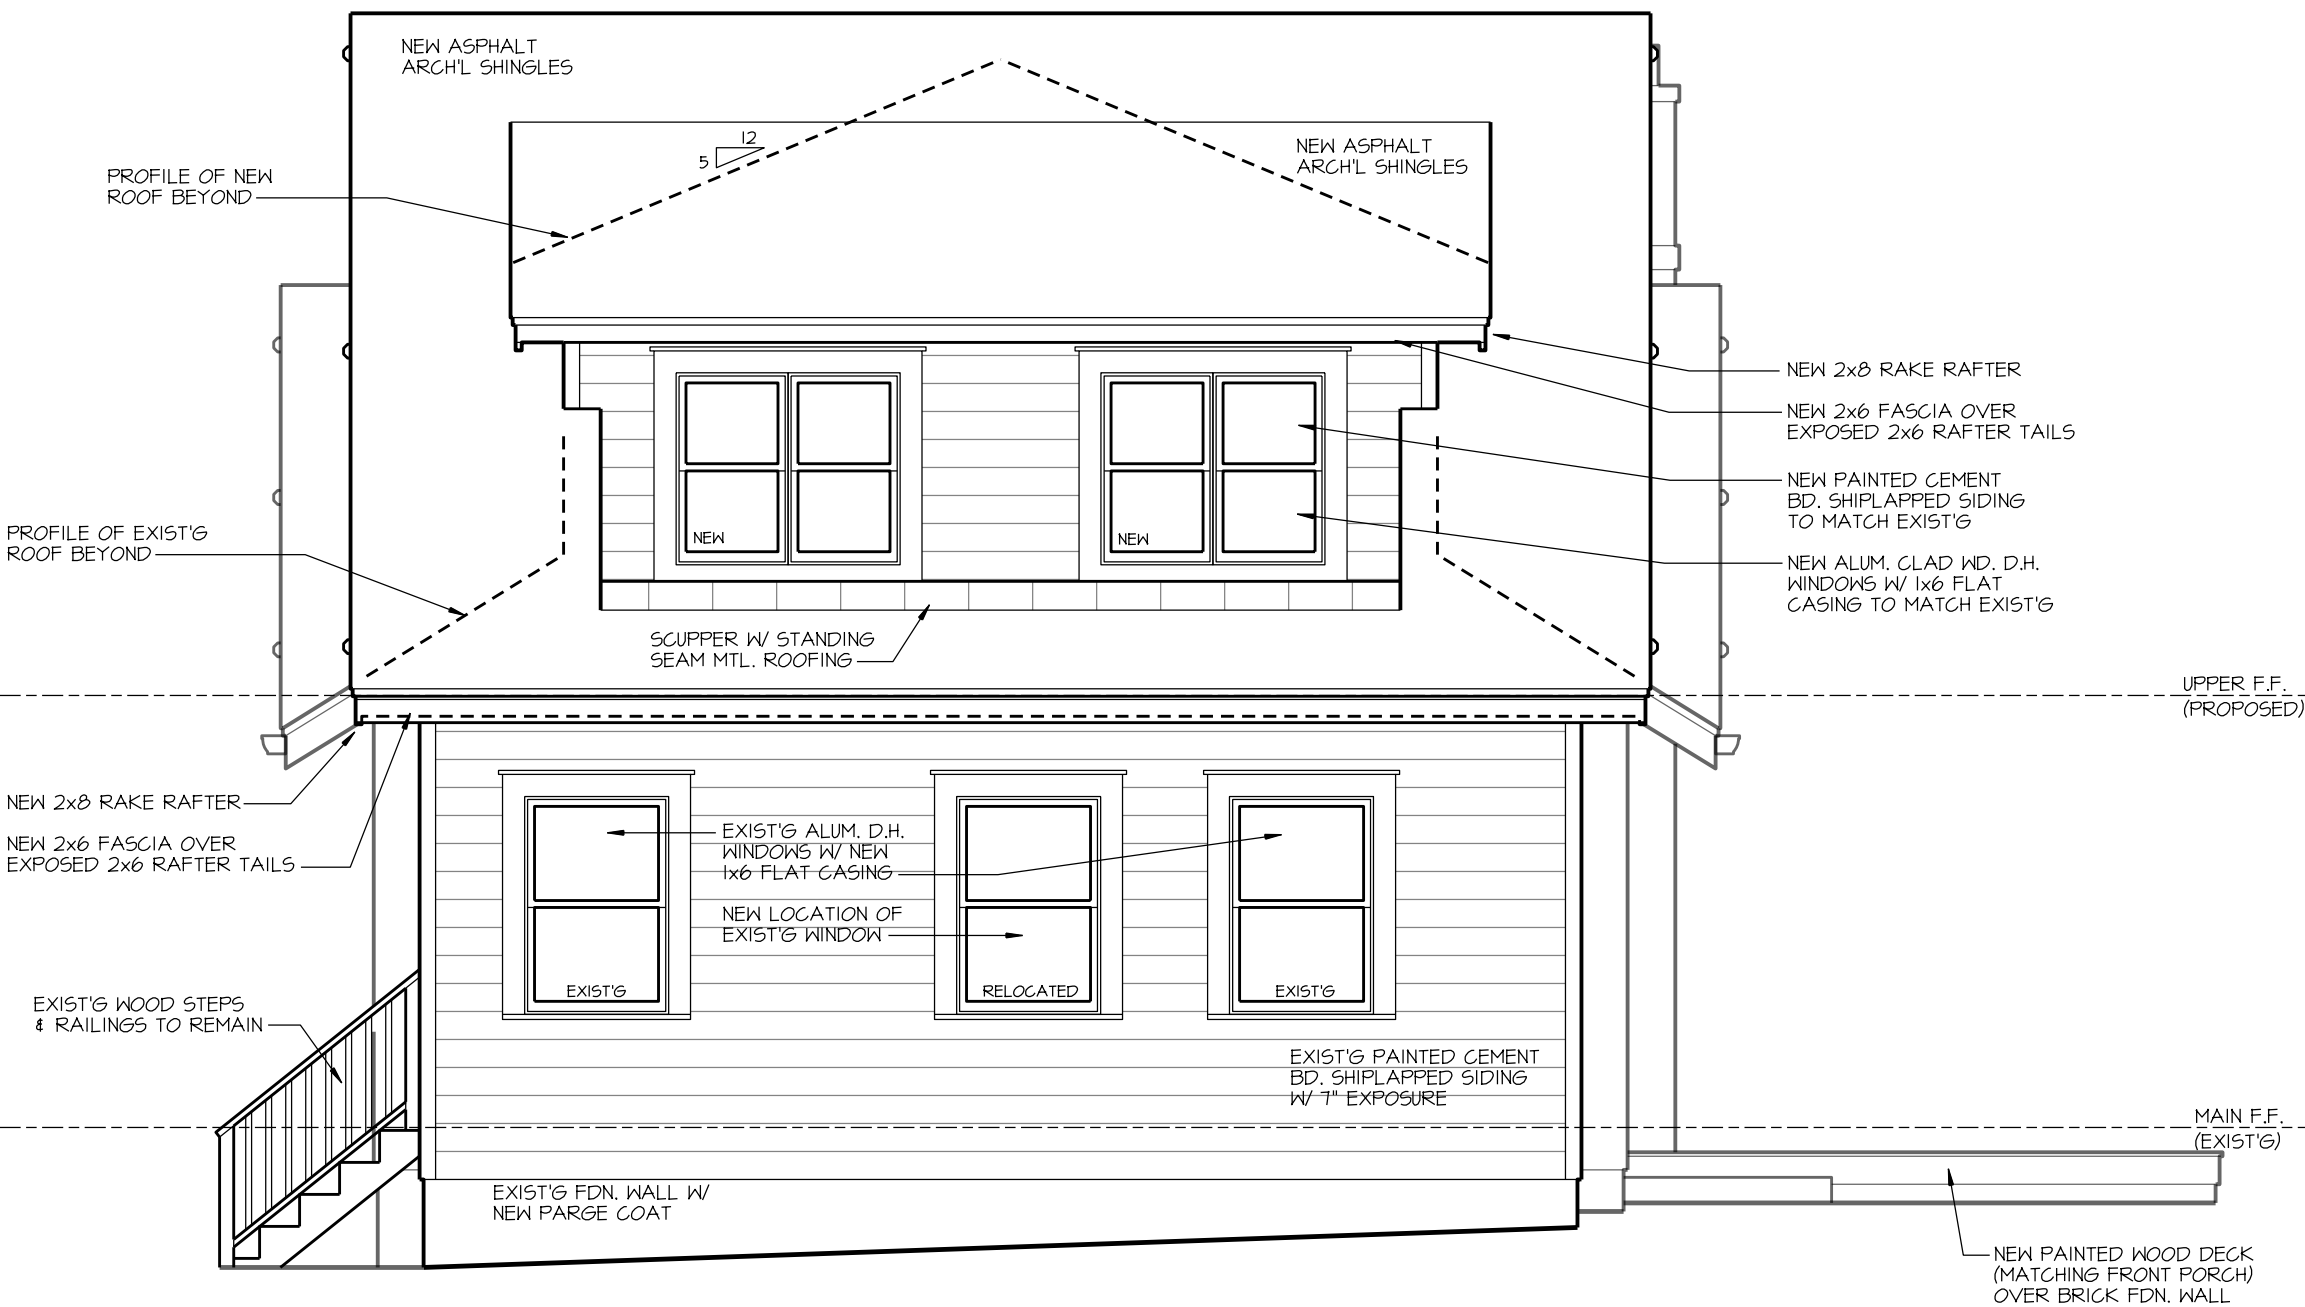 NEW ASPHALT
ARCH'L SHINGLES
12
5
NEW ASPHALT
ARCH'L SHINGLES
PROFILE OF NEW
ROOF BEYOND
NEW 2x8 RAKE RAFTER
NEW 2x6 FASCIA OVER
EXPOSED 2x6 RAFTER TAILS
NEW PAINTED CEMENT
BD. SHIPLAPPED SIDING
TO MATCH EXIST'G
NEW
NEW
PROFILE OF EXIST'G
ROOF BEYOND
NEW ALUM. CLAD WD. D.H.
WINDOWS W/ 1x6 FLAT
CASING TO MATCH EXIST'G
SCUPPER W/ STANDING
SEAM MTL. ROOFING
UPPER F.F.
(PROPOSED)
NEW 2x8 RAKE RAFTER
NEW 2x6 FASCIA OVER
EXPOSED 2x6 RAFTER TAILS
EXIST'G ALUM. D.H.
WINDOWS W/ NEW
1x6 FLAT CASING
NEW LOCATION OF
EXIST'G WINDOW
EXIST'G
RELOCATED
EXIST'G
EXIST'G WOOD STEPS
& RAILINGS TO REMAIN
EXIST'G PAINTED CEMENT
BD. SHIPLAPPED SIDING
W/ 7" EXPOSURE
MAIN F.F.
(EXIST'G)
EXIST'G FDN. WALL W/
NEW PARGE COAT
NEW PAINTED WOOD DECK
(MATCHING FRONT PORCH)
OVER BRICK FDN. WALL